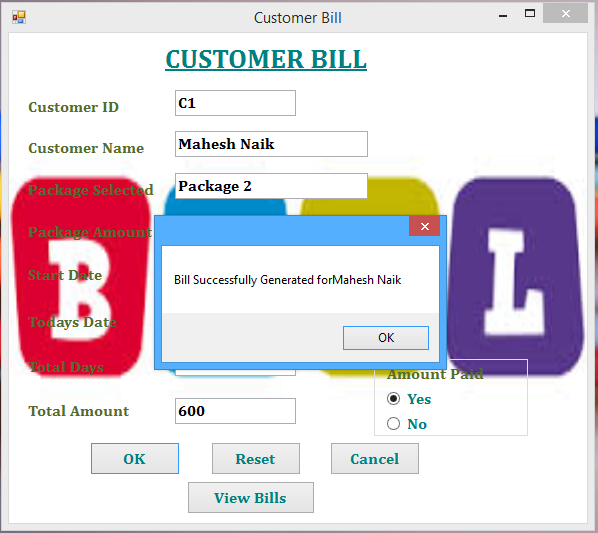 Customer Bill
CUSTOMER BILL
Customer ID C1
Customer Name Mahesh Naik
Package Selected Package 2
Package Amount
Bill Successfully Generated forMahesh Naik
OK
Start Date
Todays Date
Total Days
Total Amount 600
Amount Paid
Yes
No
B L
OK Reset Cancel
View Bills